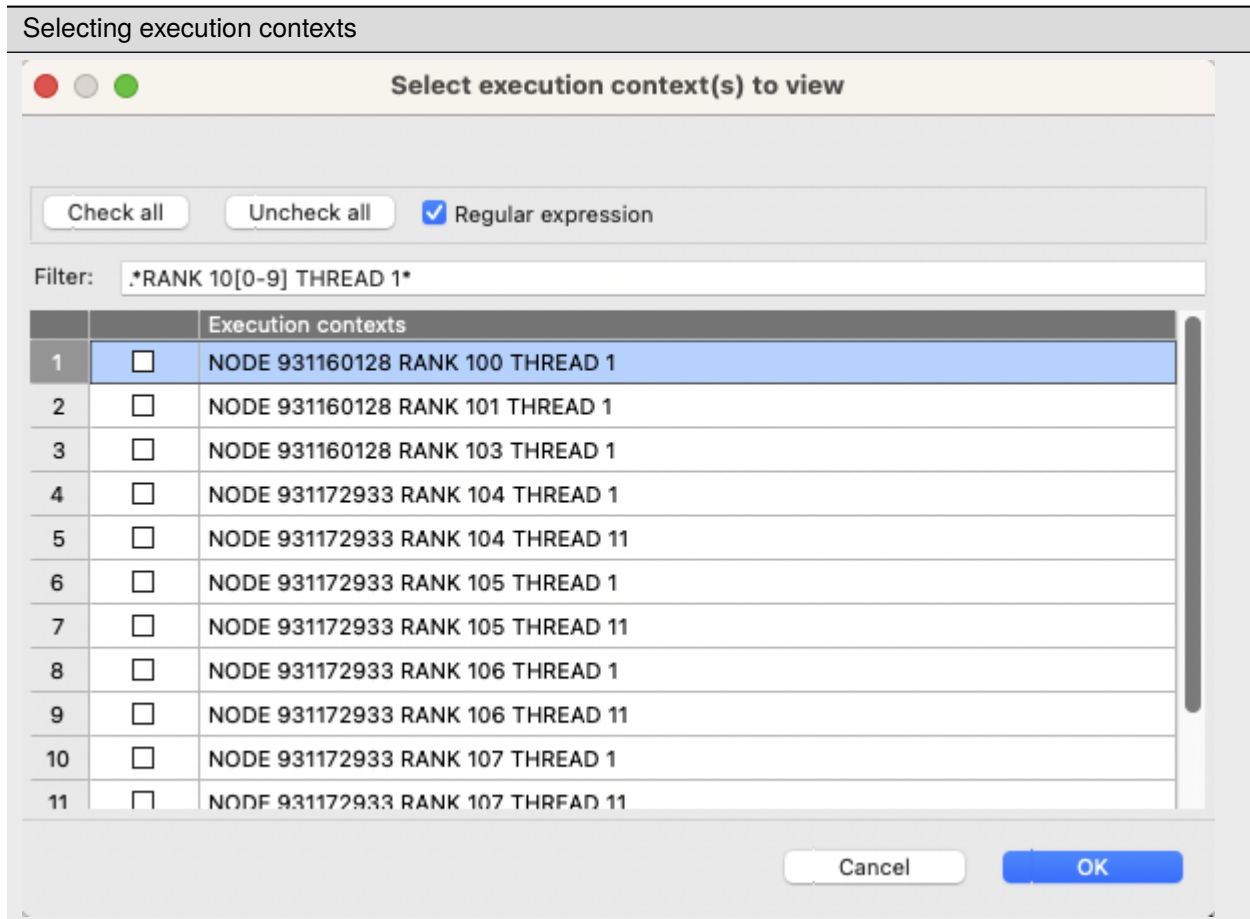 Selecting execution contexts
Select execution context(s) to view
Check all Uncheck all Regular expression
Filter: .*RANK 10[0-9] THREAD 1*
Execution contexts
1 NODE 931160128 RANK 100 THREAD 1
2 NODE 931160128 RANK 101 THREAD 1
3 NODE 931160128 RANK 103 THREAD 1
4 NODE 931172933 RANK 104 THREAD 1
5 NODE 931172933 RANK 104 THREAD 11
6 NODE 931172933 RANK 105 THREAD 1
7 NODE 931172933 RANK 105 THREAD 11
8 NODE 931172933 RANK 106 THREAD 1
9 NODE 931172933 RANK 106 THREAD 11
10 NODE 931172933 RANK 107 THREAD 1
11 NODE 931172933 RANK 107 THREAD 11
Cancel OK